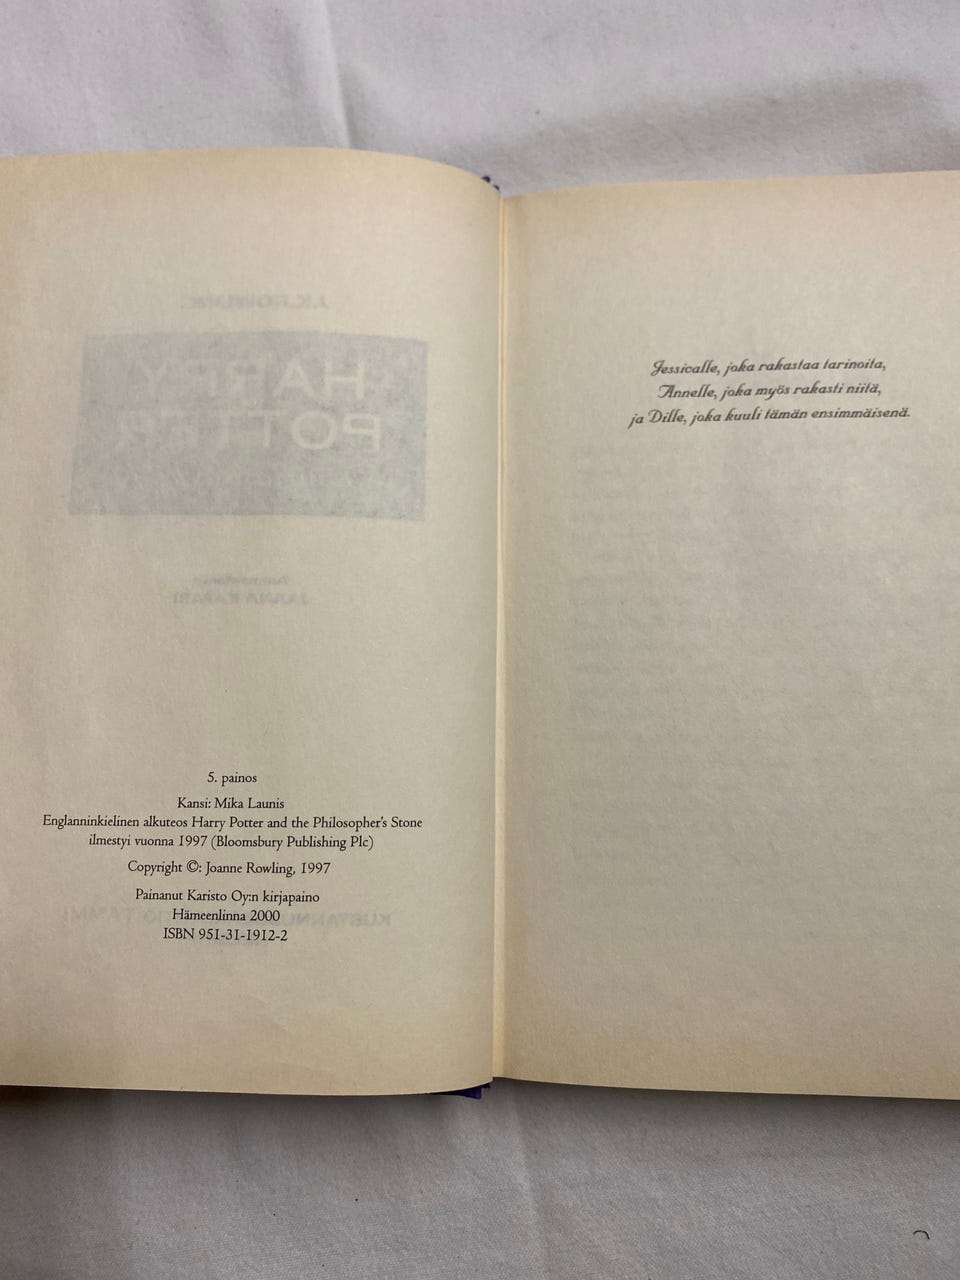 5. painos
Kansi: Mika Launis
Englanninkielinen alkuteos Harry Potter and the Philosopher's Stone
ilmestyi vuonna 1997 (Bloomsbury Publishing Plc)
Copyright ©: Joanne Rowling, 1997
Painanut Karisto Oy:n kirjapaino
Hämeenlinna 2000
ISBN 951-31-1912-2
Jessicalle, joka rakastaa tarinoita,
Annelle, joka myös rakasti niitä,
ja Dille, joka kuuli tämän ensimmäisenä.